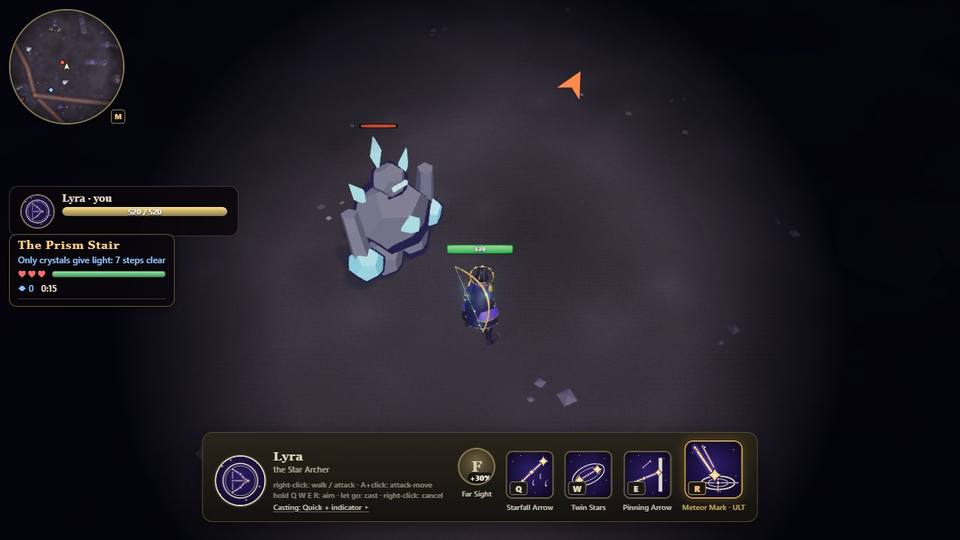 M
Lyra · you
520 / 520
The Prism Stair
Only crystals give light: 7 steps clear
0 0:15
520
Lyra
the Star Archer
right-click: walk / attack · A+click: attack-move
hold Q W E R: aim · let go: cast · right-click: cancel
Casting: Quick + indicator
F
+30%
Far Sight
Q
Starfall Arrow
W
Twin Stars
E
Pinning Arrow
R
Meteor Mark · ULT